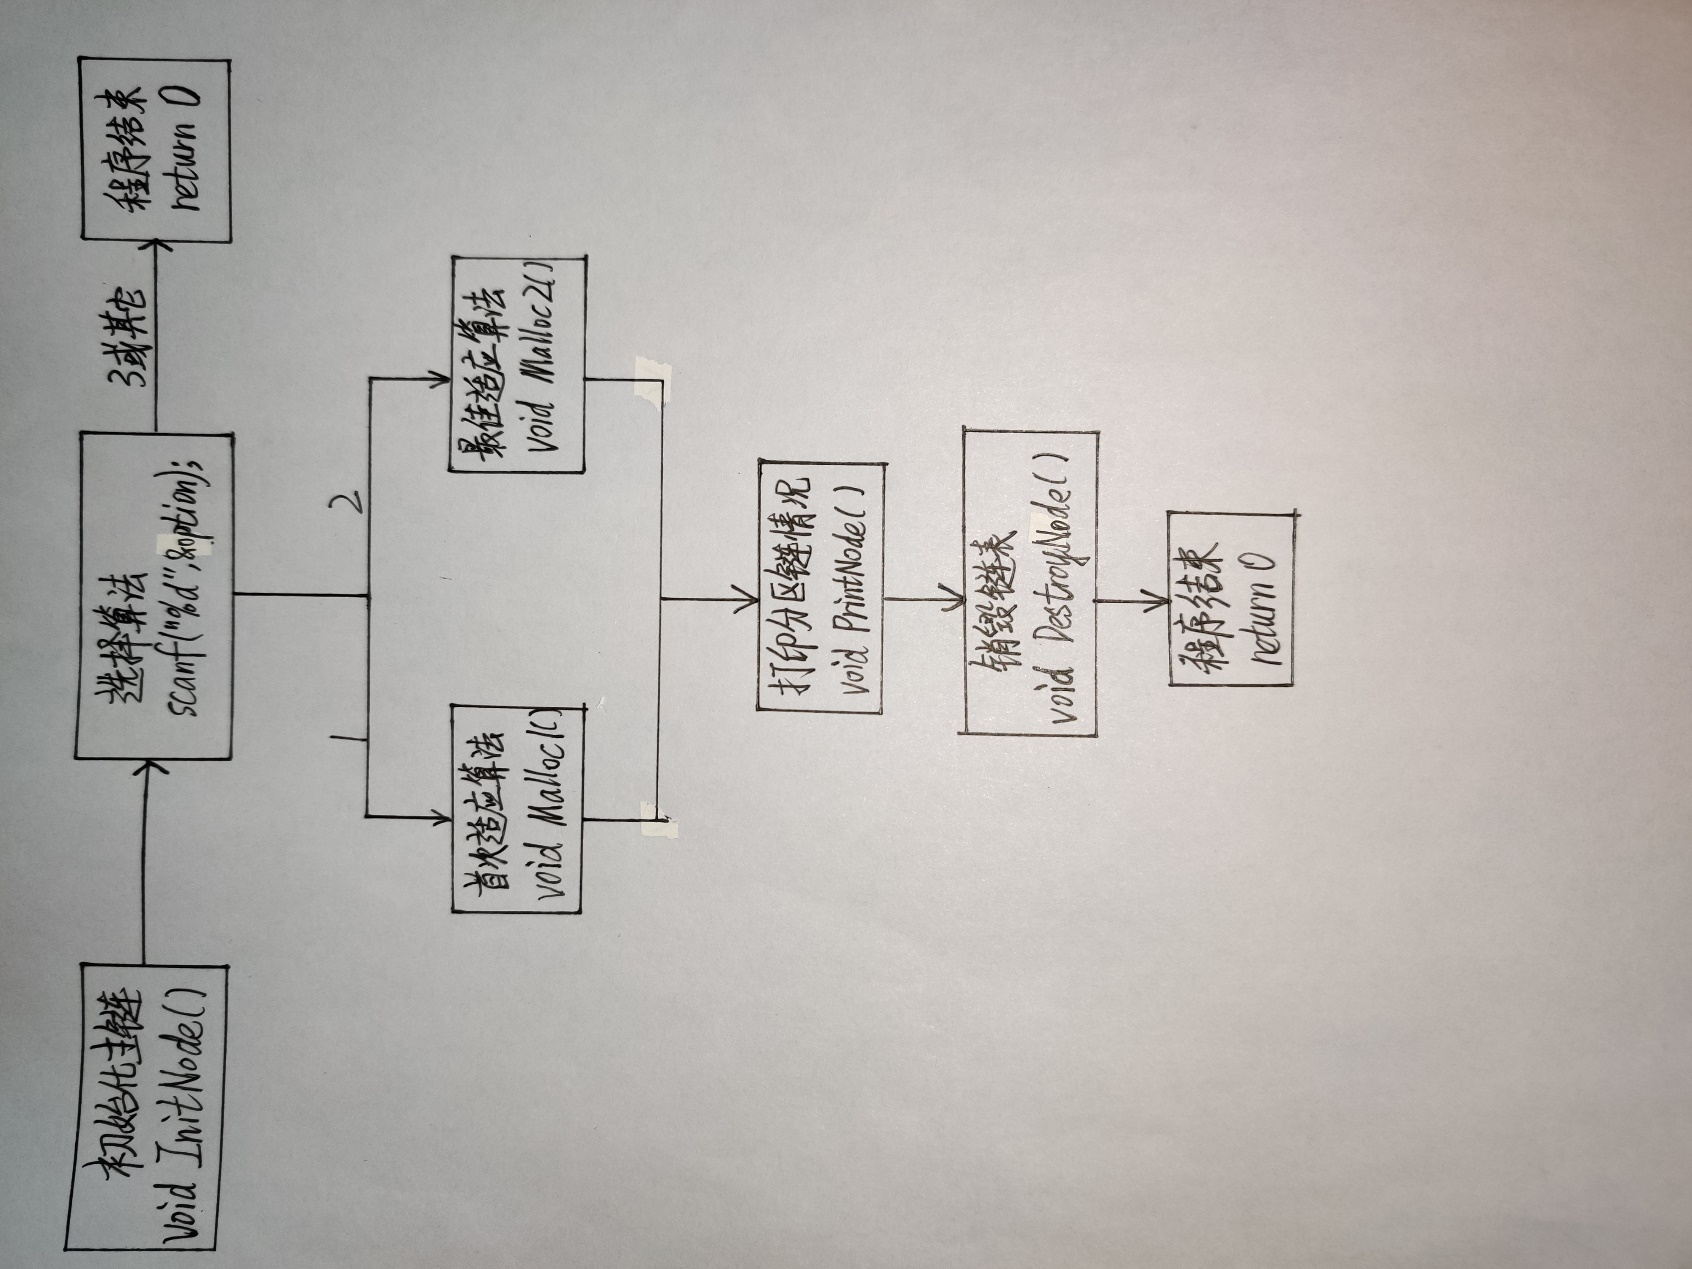 初始化主链
void InitNode()
选择算法
scanf("%d",&option);
3或其它
程序结束
return 0
1
2
首次适应算法
void Malloc1()
最佳适应算法
void Malloc2()
打印分区链情况
void PrintNode()
销毁链表
void DestroyNode()
程序结束
return 0